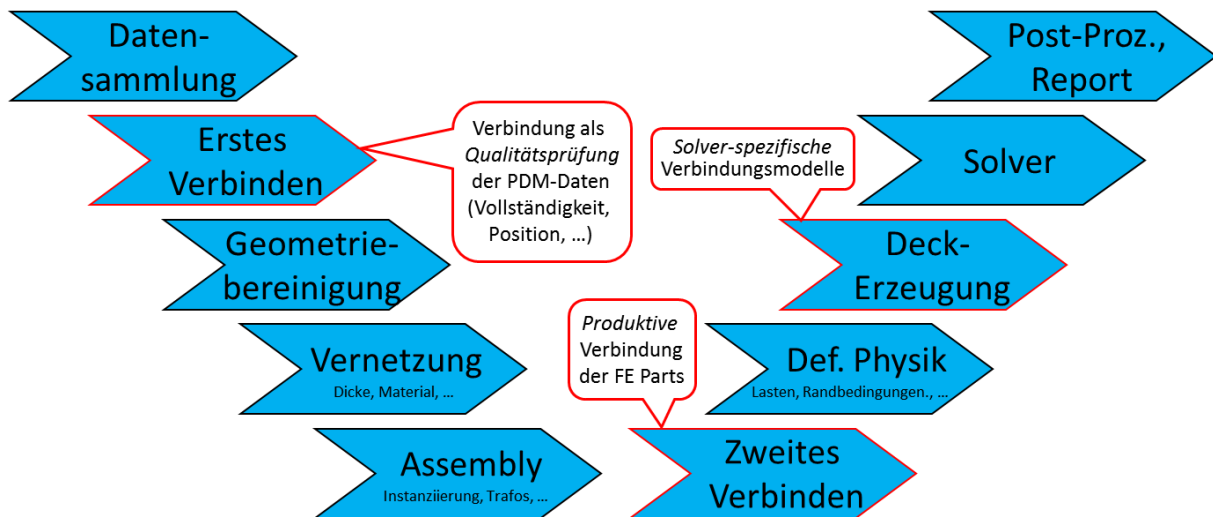 Daten-
sammlung
Erstes
Verbinden
Verbindung als
Qualitätsprüfung
der PDM-Daten
(Vollständigkeit,
Position, …)
Geometrie-
bereinigung
Vernetzung
Dicke, Material, …
Assembly
Instanziierung, Trafos, …
Zweites
Verbinden
Produktive
Verbindung
der FE Parts
Def. Physik
Lasten, Randbedingungen., …
Deck-
Erzeugung
Solver-spezifische
Verbindungsmodelle
Solver
Post-Proz.,
Report